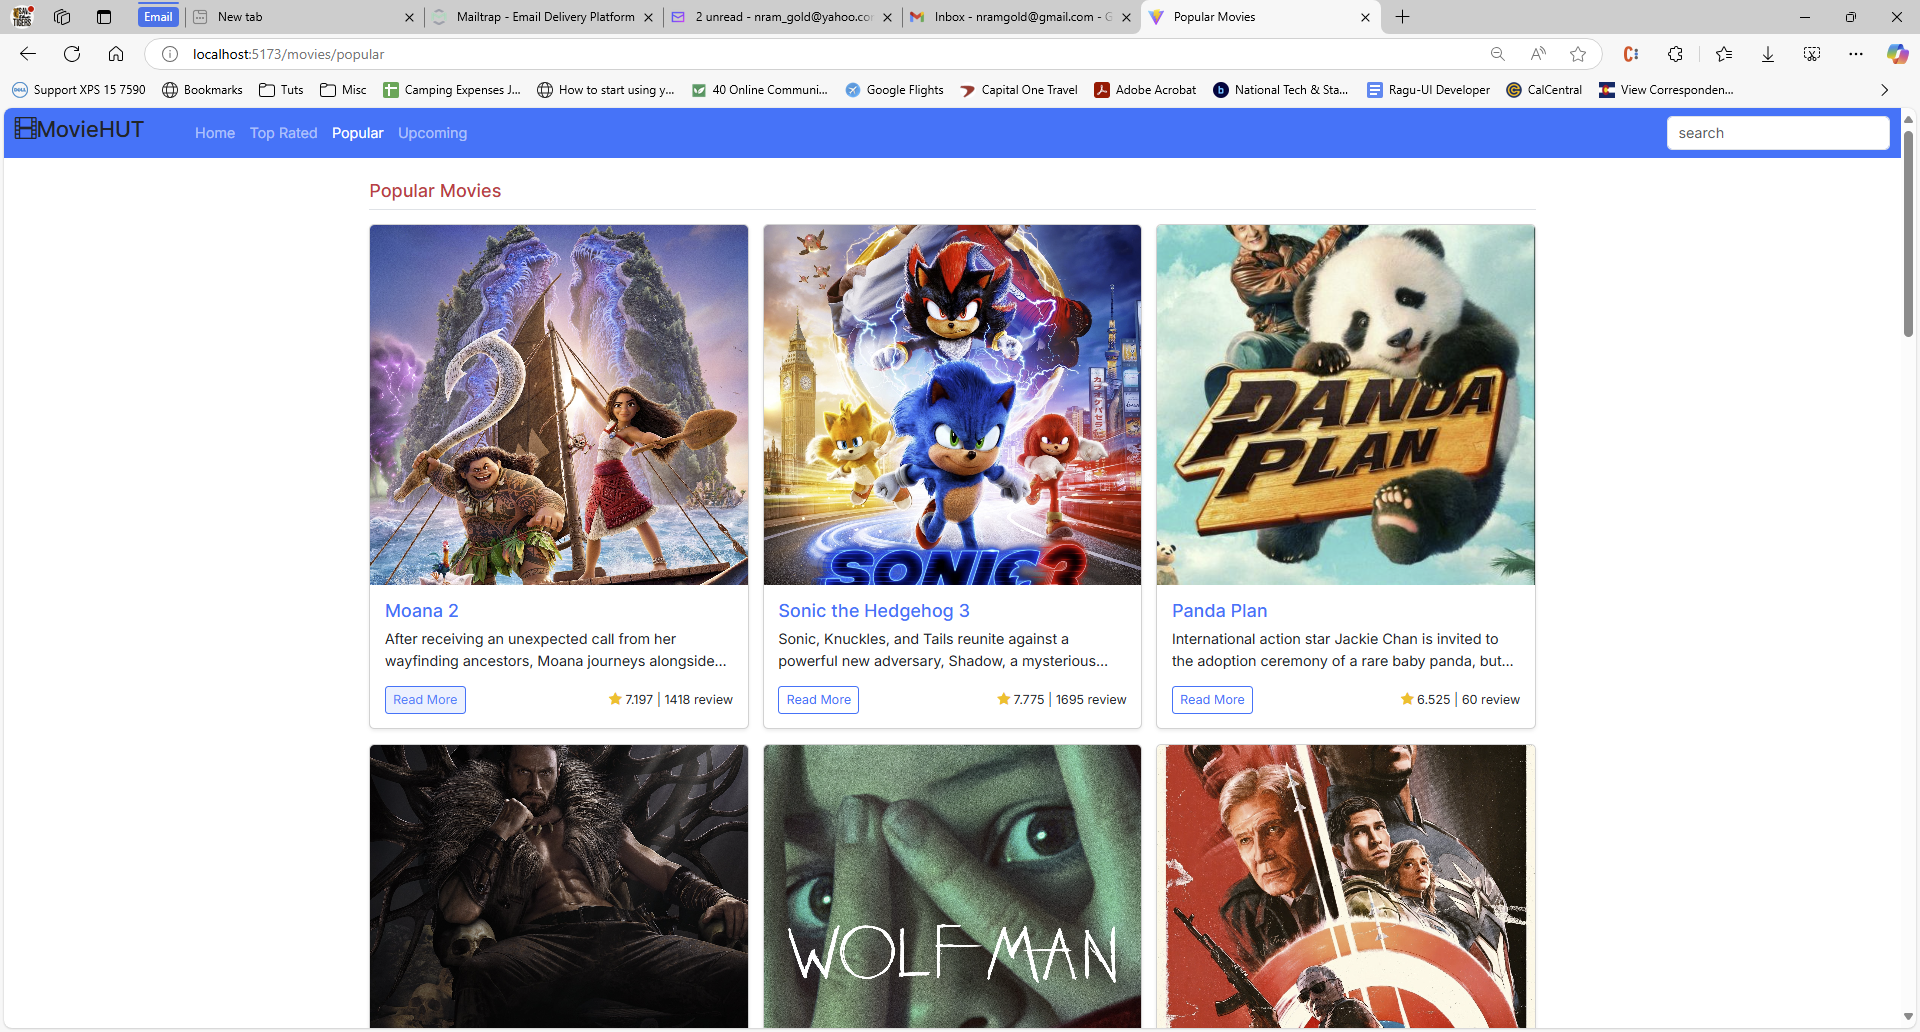 Email
New tab
Mailtrap - Email Delivery Platform
2 unread - nram_gold@yahoo.co
Inbox - nramgold@gmail.com - G
Popular Movies
localhost:5173/movies/popular
Support XPS 15 7590
Bookmarks
Tuts
Misc
Camping Expenses J...
How to start using y...
40 Online Communi...
Google Flights
Capital One Travel
Adobe Acrobat
National Tech & Sta...
Ragu-UI Developer
CalCentral
View Corresponden...
MovieHUT
Home
Top Rated
Popular
Upcoming
search
Popular Movies
2
SONIC 3
PANDA
PLAN
Moana 2
After receiving an unexpected call from her
wayfinding ancestors, Moana journeys alongside...
Read More
7.197 | 1418 review
Sonic the Hedgehog 3
Sonic, Knuckles, and Tails reunite against a
powerful new adversary, Shadow, a mysterious...
Read More
7.775 | 1695 review
Panda Plan
International action star Jackie Chan is invited to
the adoption ceremony of a rare baby panda, but...
Read More
6.525 | 60 review
WOLF MAN